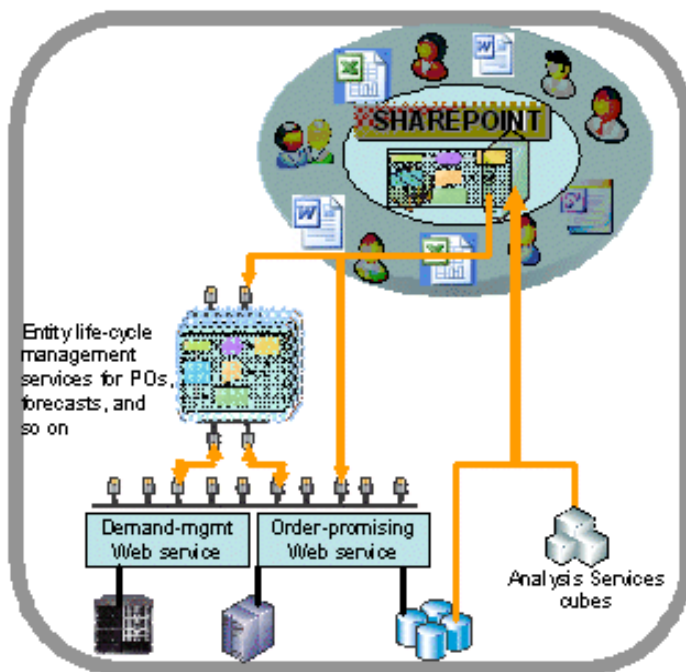 SHAREPOINT
Entity life-cycle
management
services for POs,
forecasts, and
so on
Demand-mgmt
Web service
Order-promising
Web service
Analysis Services
cubes